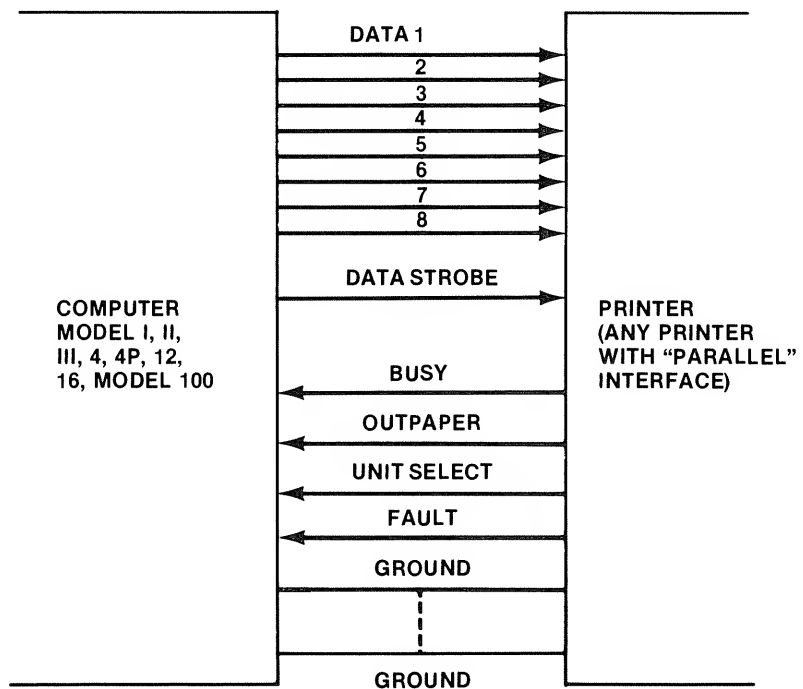 DATA 1
2
3
4
5
6
7
8
DATA STROBE
COMPUTER
MODEL I, II,
III, 4, 4P, 12,
16, MODEL 100
PRINTER
(ANY PRINTER
WITH “PARALLEL”
INTERFACE)
BUSY
OUTPAPER
UNIT SELECT
FAULT
GROUND
GROUND